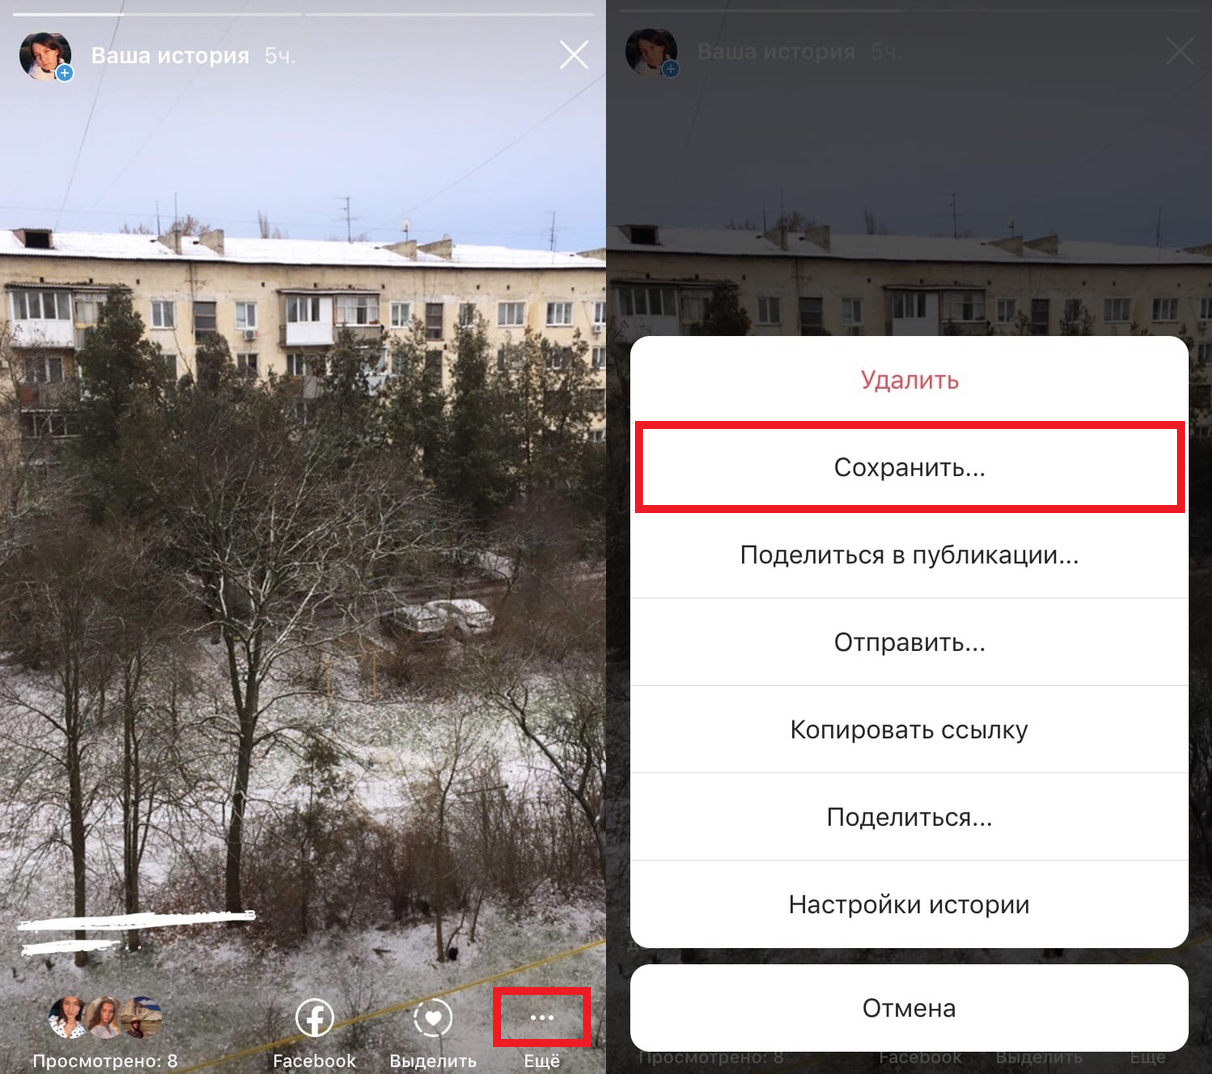 Ваша история 5ч.
Просмотрено: 8
Facebook
Выделить
Ещё
Ваша история 5ч.
Удалить
Сохранить...
Поделиться в публикации...
Отправить...
Копировать ссылку
Поделиться...
Настройки истории
Отмена
Просмотрено: 8
Facebook
Выделить
Ещё